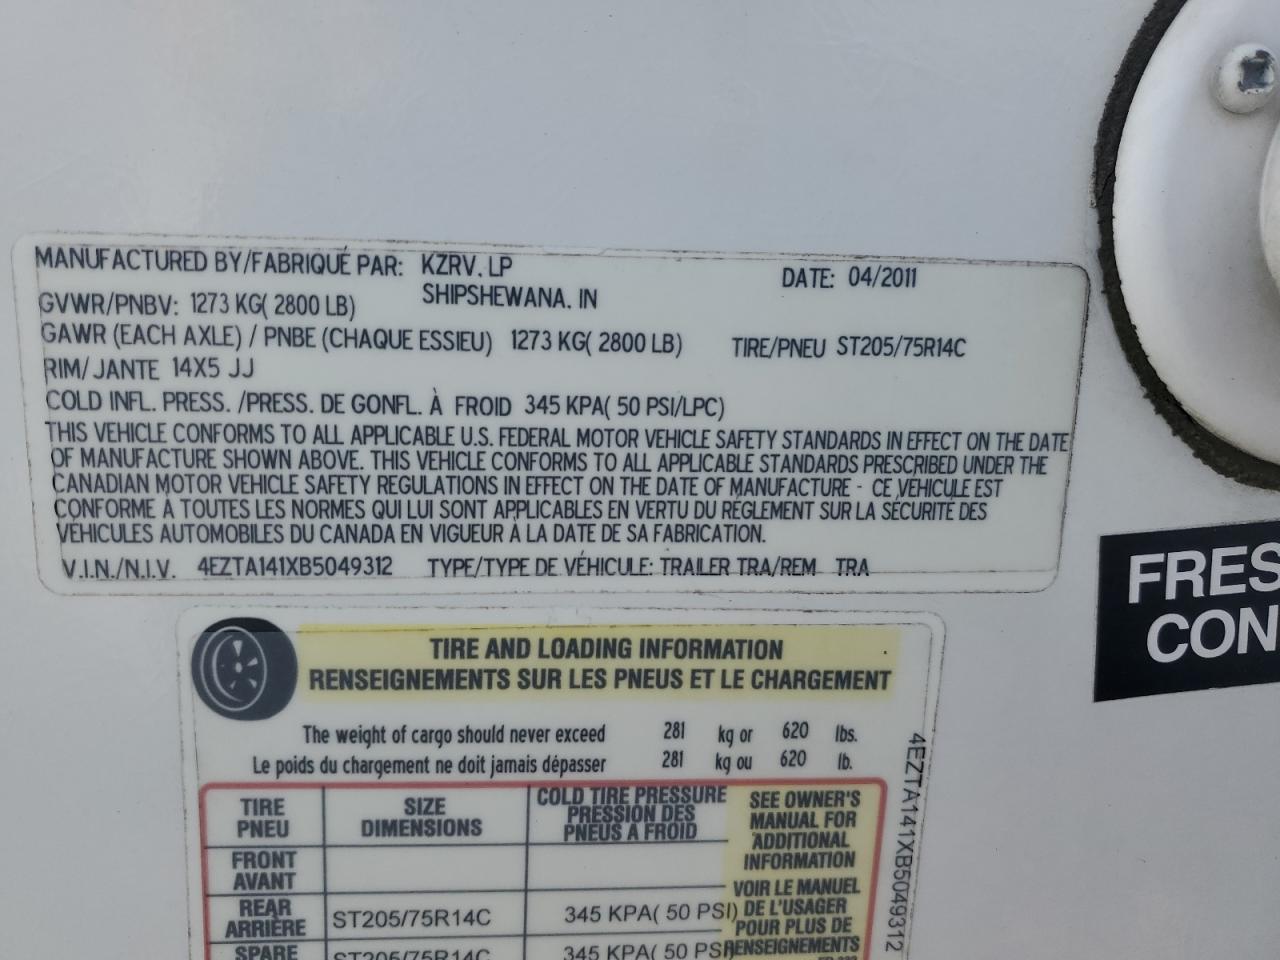 MANUFACTURED BY/FABRIQUÉ PAR: KZRV, LP DATE: 04/2011
SHIPSHEWANA, IN
GVWR/PNBV: 1273 KG( 2800 LB)
GAWR (EACH AXLE) / PNBE (CHAQUE ESSIEU) 1273 KG( 2800 LB) TIRE/PNEU ST205/75R14C
RIM/JANTE 14X5 JJ
COLD INFL. PRESS. /PRESS. DE GONFL. À FROID 345 KPA( 50 PSI/LPC)
THIS VEHICLE CONFORMS TO ALL APPLICABLE U.S. FEDERAL MOTOR VEHICLE SAFETY STANDARDS IN EFFECT ON THE DATE
OF MANUFACTURE SHOWN ABOVE. THIS VEHICLE CONFORMS TO ALL APPLICABLE STANDARDS PRESCRIBED UNDER THE
CANADIAN MOTOR VEHICLE SAFETY REGULATIONS IN EFFECT ON THE DATE OF MANUFACTURE - CE VÉHICULE EST
CONFORME À TOUTES LES NORMES QUI LUI SONT APPLICABLES EN VERTU DU RÉGLEMENT SUR LA SÉCURITÉ DES
VÉHICULES AUTOMOBILES DU CANADA EN VIGUEUR À LA DATE DE SA FABRICATION.
V.I.N./N.I.V. 4EZTA141XB5049312 TYPE/TYPE DE VÉHICULE: TRAILER TRA/REM TRA
FRES
CON
TIRE AND LOADING INFORMATION
RENSEIGNEMENTS SUR LES PNEUS ET LE CHARGEMENT
The weight of cargo should never exceed 281 kg or 620 lbs.
Le poids du chargement ne doit jamais dépasser 281 kg ou 620 lb.
TIRE
PNEU
SIZE
DIMENSIONS
COLD TIRE PRESSURE
PRESSION DES
PNEUS A FROID
SEE OWNER'S
MANUAL FOR
ADDITIONAL
INFORMATION
VOIR LE MANUEL
DE L'USAGER
POUR PLUS DE
RENSEIGNEMENTS
FRONT
AVANT
REAR
ARRIÈRE
ST205/75R14C
345 KPA( 50 PSI)
SPARE
ST205/75R14C
345 KPA( 50 PSI)
4EZTA141XB5049312